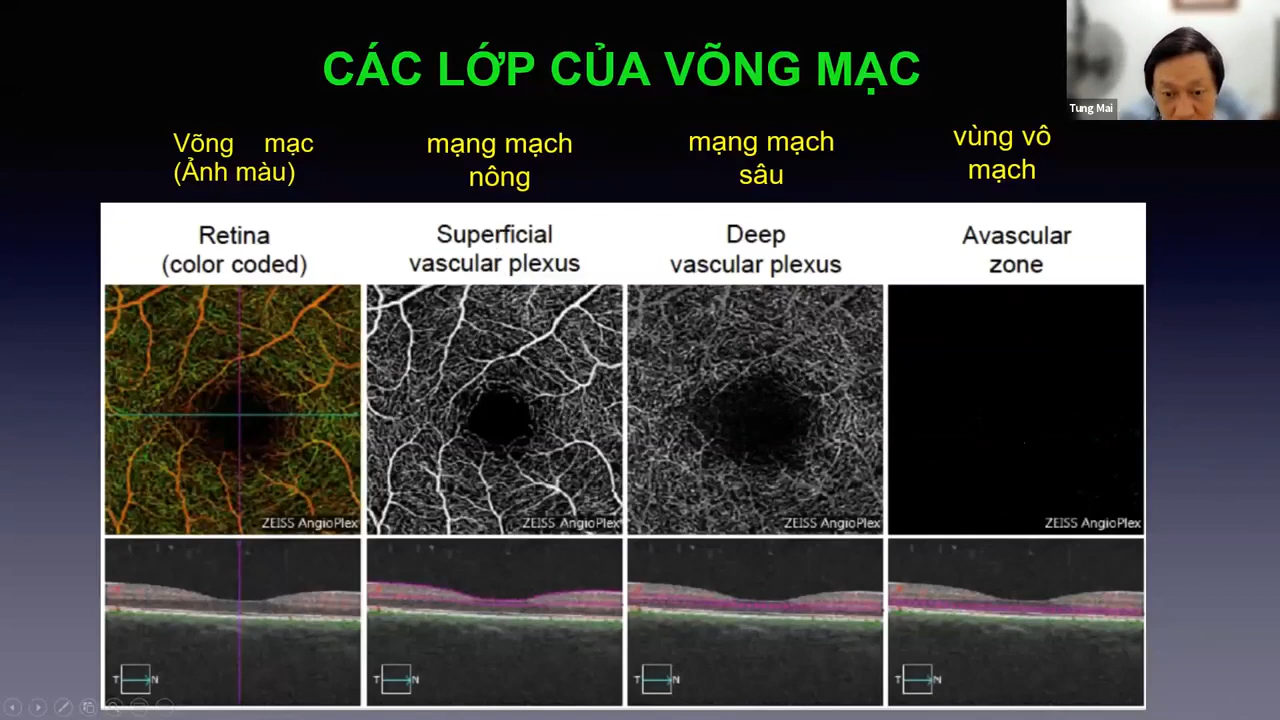 CÁC LỚP CỦA VÕNG MẠC
Tung Mai
Võng mạc
(Ảnh màu)
mạng mạch
nông
mạng mạch
sâu
vùng vô
mạch
Retina
(color coded)
Superficial
vascular plexus
Deep
vascular plexus
Avascular
zone
ZEISS AngioPlex
ZEISS AngioPlex
ZEISS AngioPlex
ZEISS AngioPlex
T N
T N
T N
T N